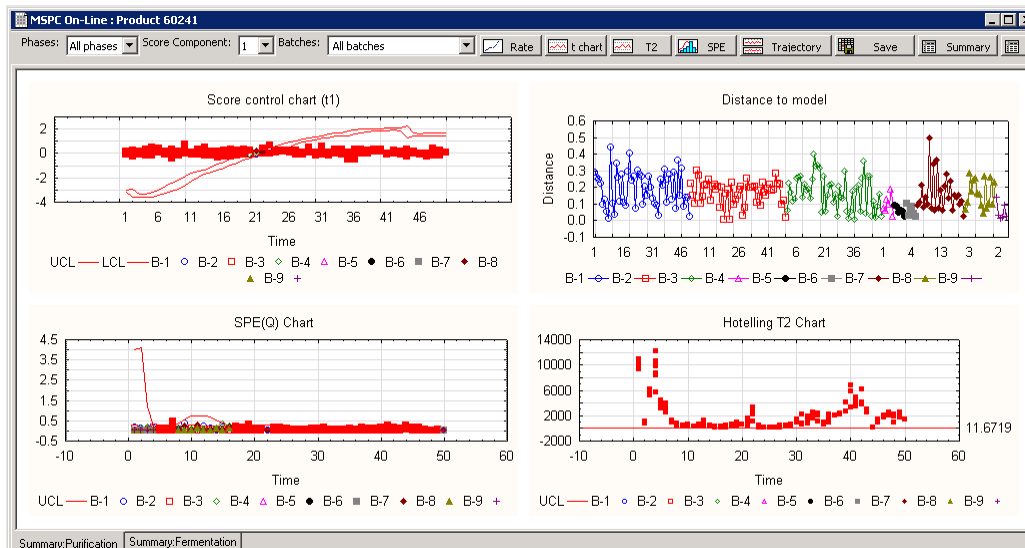 MSPC On-Line : Product 60241
Phases: All phases Score Component: 1 Batches: All batches Rate t chart T2 SPE Trajectory Save Summary
Score control chart (t1)
2
0
-2
-4
1 6 11 16 21 26 31 36 41 46
Time
UCL LCL B-1 B-2 B-3 B-4 B-5 B-6 B-7 B-8
B-9
Distance to model
Distance
0.6
0.5
0.4
0.3
0.2
0.1
0.0
-0.1
1 16 31 46 11 26 41 6 21 36 1 4 13 3 2
B-1 B-2 B-3 B-4 B-5 B-6 B-7 B-8 B-9
SPE(Q) Chart
4.5
3.5
2.5
1.5
0.5
-0.5
-10 0 10 20 30 40 50 60
Time
UCL B-1 B-2 B-3 B-4 B-5 B-6 B-7 B-8 B-9
Hotelling T2 Chart
14000
10000
6000
2000
-2000
11.6719
-10 0 10 20 30 40 50 60
Time
UCL B-1 B-2 B-3 B-4 B-5 B-6 B-7 B-8 B-9
Summary:Purification Summary:Fermentation